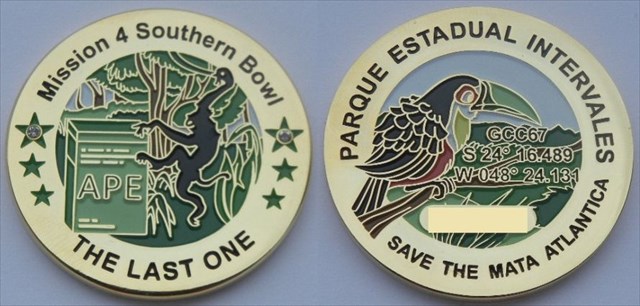 Mission 4 Southern Bowl
APE
THE LAST ONE
PARQUE ESTADUAL INTERVALES
GCC67
S 24° 16.489
W 048° 24.131
SAVE THE MATA ATLANTICA